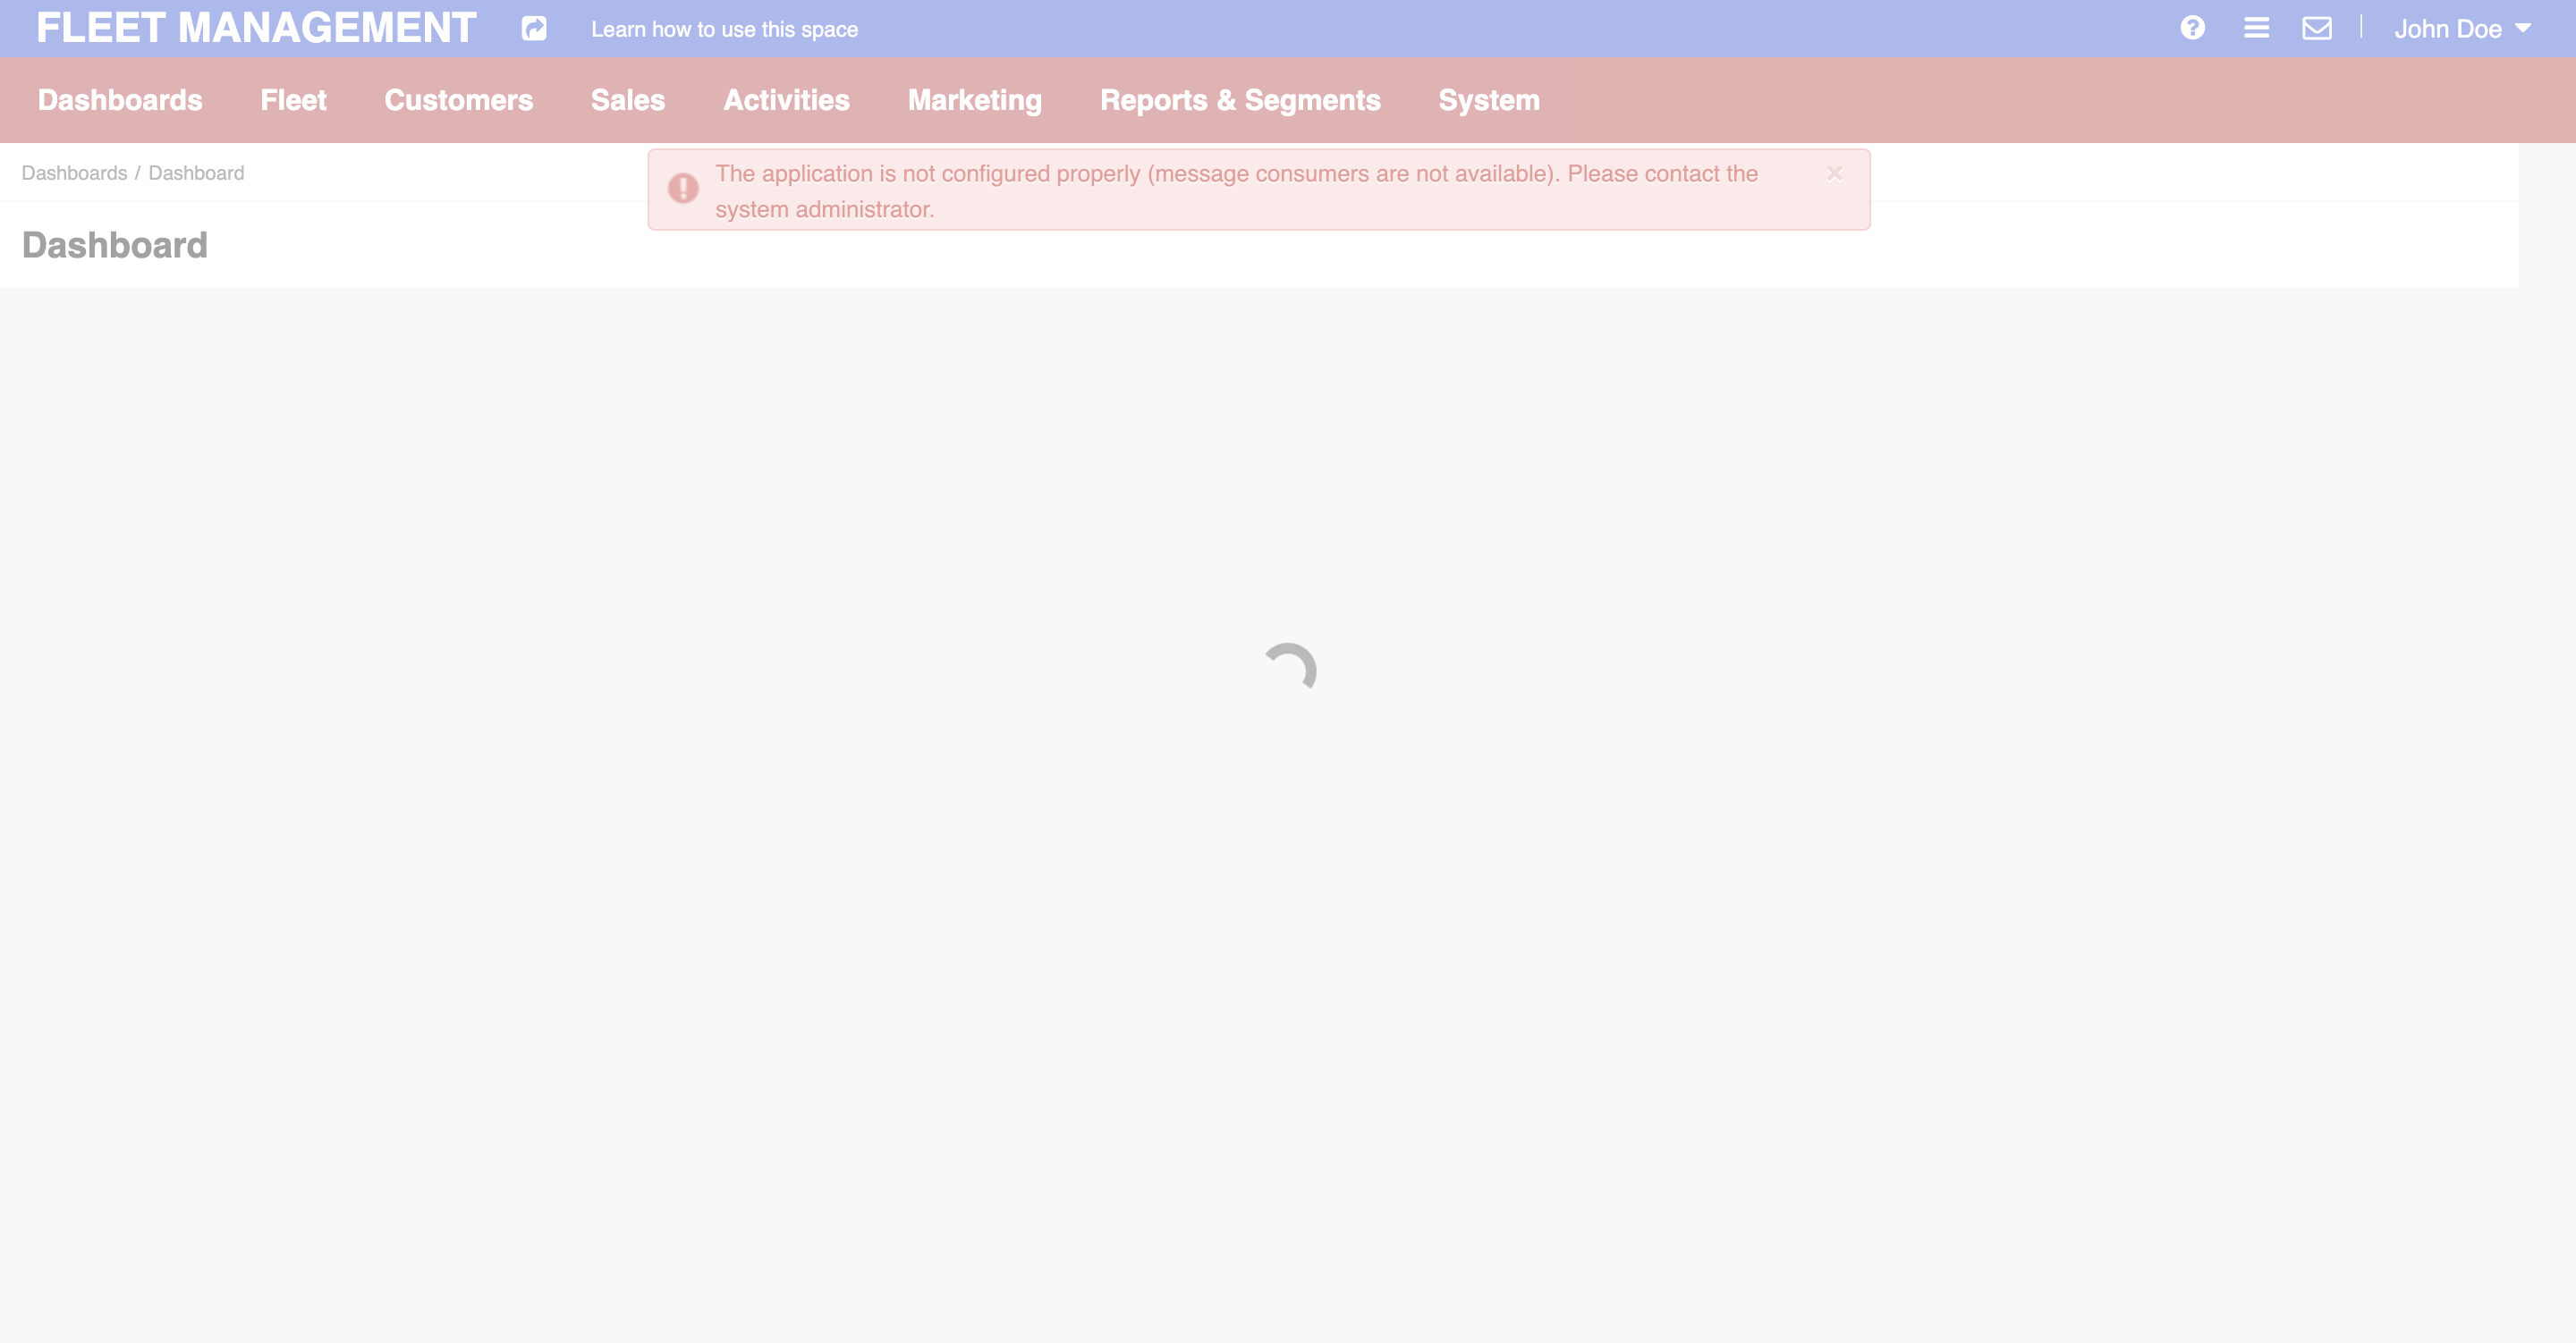 FLEET MANAGEMENT Learn how to use this space John Doe
Dashboards Fleet Customers Sales Activities Marketing Reports & Segments System
Dashboards / Dashboard
The application is not configured properly (message consumers are not available). Please contact the
system administrator.
Dashboard